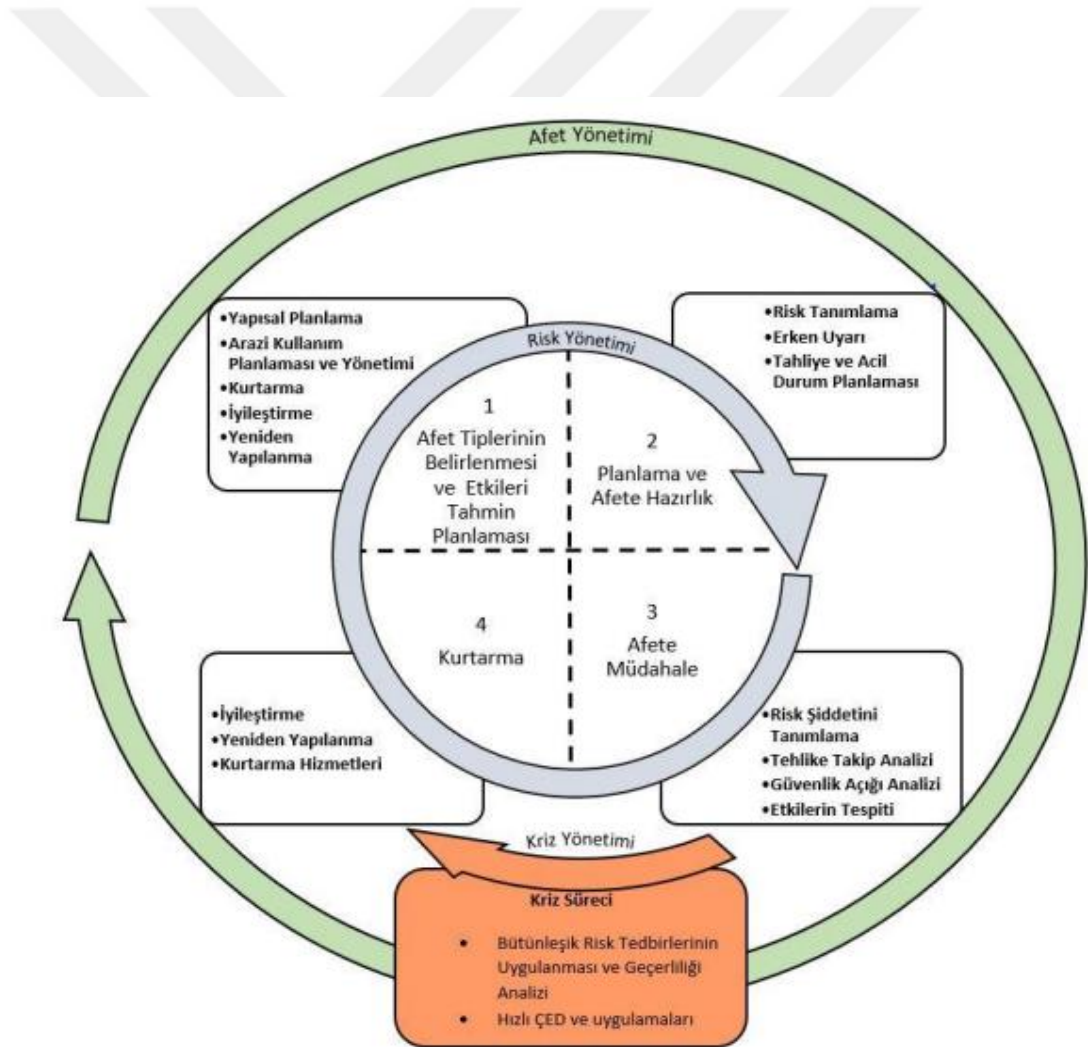 Afet Yönetimi
•Yapısal Planlama
•Arazi Kullanım
Planlaması ve Yönetimi
•Kurtarma
•İyileştirme
•Yeniden
Yapılanma
Risk Yönetimi
•Risk Tanımlama
•Erken Uyarı
•Tahliye ve Acil
Durum Planlaması
1
Afet Tiplerinin
Belirlenmesi
ve Etkileri
Tahmin
Planlaması
2
Planlama ve
Afete Hazırlık
4
Kurtarma
3
Afete
Müdahale
•İyileştirme
•Yeniden Yapılanma
•Kurtarma Hizmetleri
•Risk Şiddetini
Tanımlama
•Tehlike Takip Analizi
•Güvenlik Açığı Analizi
•Etkilerin Tespiti
Kriz Yönetimi
Kriz Süreci
• Bütünleşik Risk Tedbirlerinin
Uygulanması ve Geçerliliği
Analizi
• Hızlı ÇED ve uygulamaları